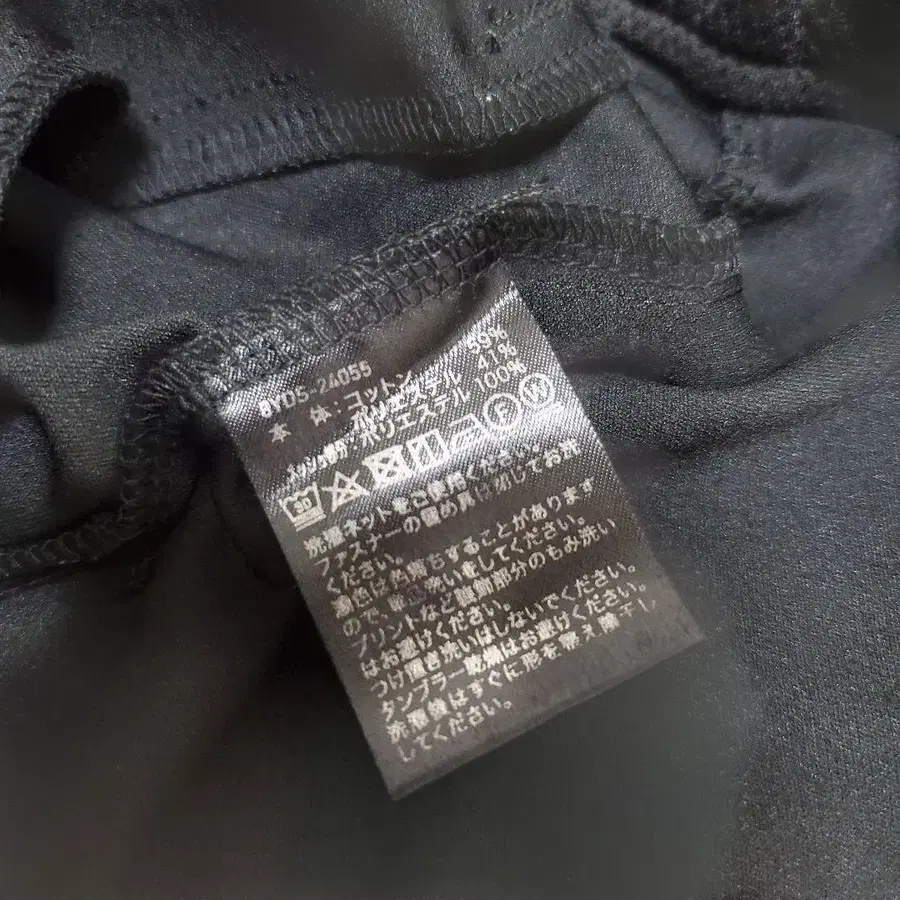 本 体：コットン 59%
ポリエステル 41%
メッシュ部分：ポリエステル 100%
30 F W
洗濯ネットをご使用ください。
ファスナーの留め具は閉じてお洗濯
ください。
濃色は色落ちすることがあります
ので、単独洗いをしてください。
プリントなど装飾部分のもみ洗い
はお避けください。
つけ置き洗いはしないでください。
タンブラー乾燥はお避けください。
洗濯後はすぐに形を整え陰干し
してください。